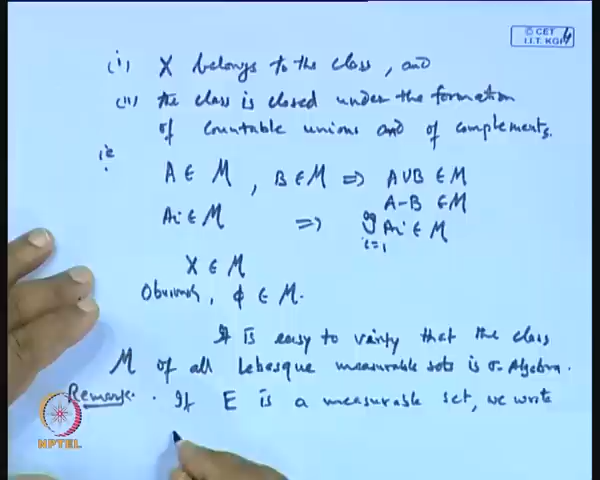 © CET
I.I.T. KGP
(i) X belongs to the class, and
(ii) the class is closed under the formation
of countable unions and of complements.
ie
A ∈ M, B ∈ M ⇒ A∪B ∈ M
A-B ∈ M
Ai ∈ M ⇒ ∞∪i=1 Ai ∈ M
X ∈ M
Obviously, ϕ ∈ M.
It is easy to verify that the class
M of all Lebesgue measurable sets is σ-Algebra.
Remark. If E is a measurable set, we write
NPTEL